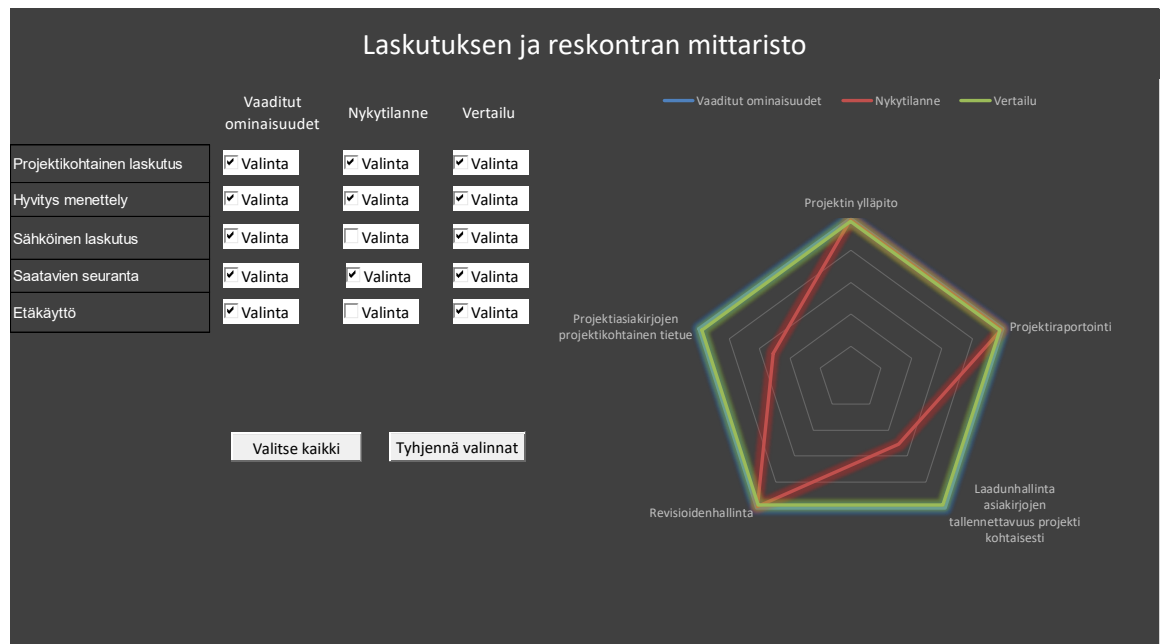 Laskutuksen ja reskontran mittaristo
Vaaditut
ominaisuudet
Nykytilanne
Vertailu
Projektikohtainen laskutus
Valinta
Valinta
Valinta
Hyvitys menettely
Valinta
Valinta
Valinta
Sähköinen laskutus
Valinta
Valinta
Valinta
Saatavien seuranta
Valinta
Valinta
Valinta
Etäkäyttö
Valinta
Valinta
Valinta
Valitse kaikki
Tyhjennä valinnat
Vaaditut ominaisuudet
Nykytilanne
Vertailu
Projektin ylläpito
Projektiraportointi
Laadunhallinta
asiakirjojen
tallennettavuus projekti
kohtaisesti
Revisioidenhallinta
Projektiasiakirjojen
projektikohtainen tietue